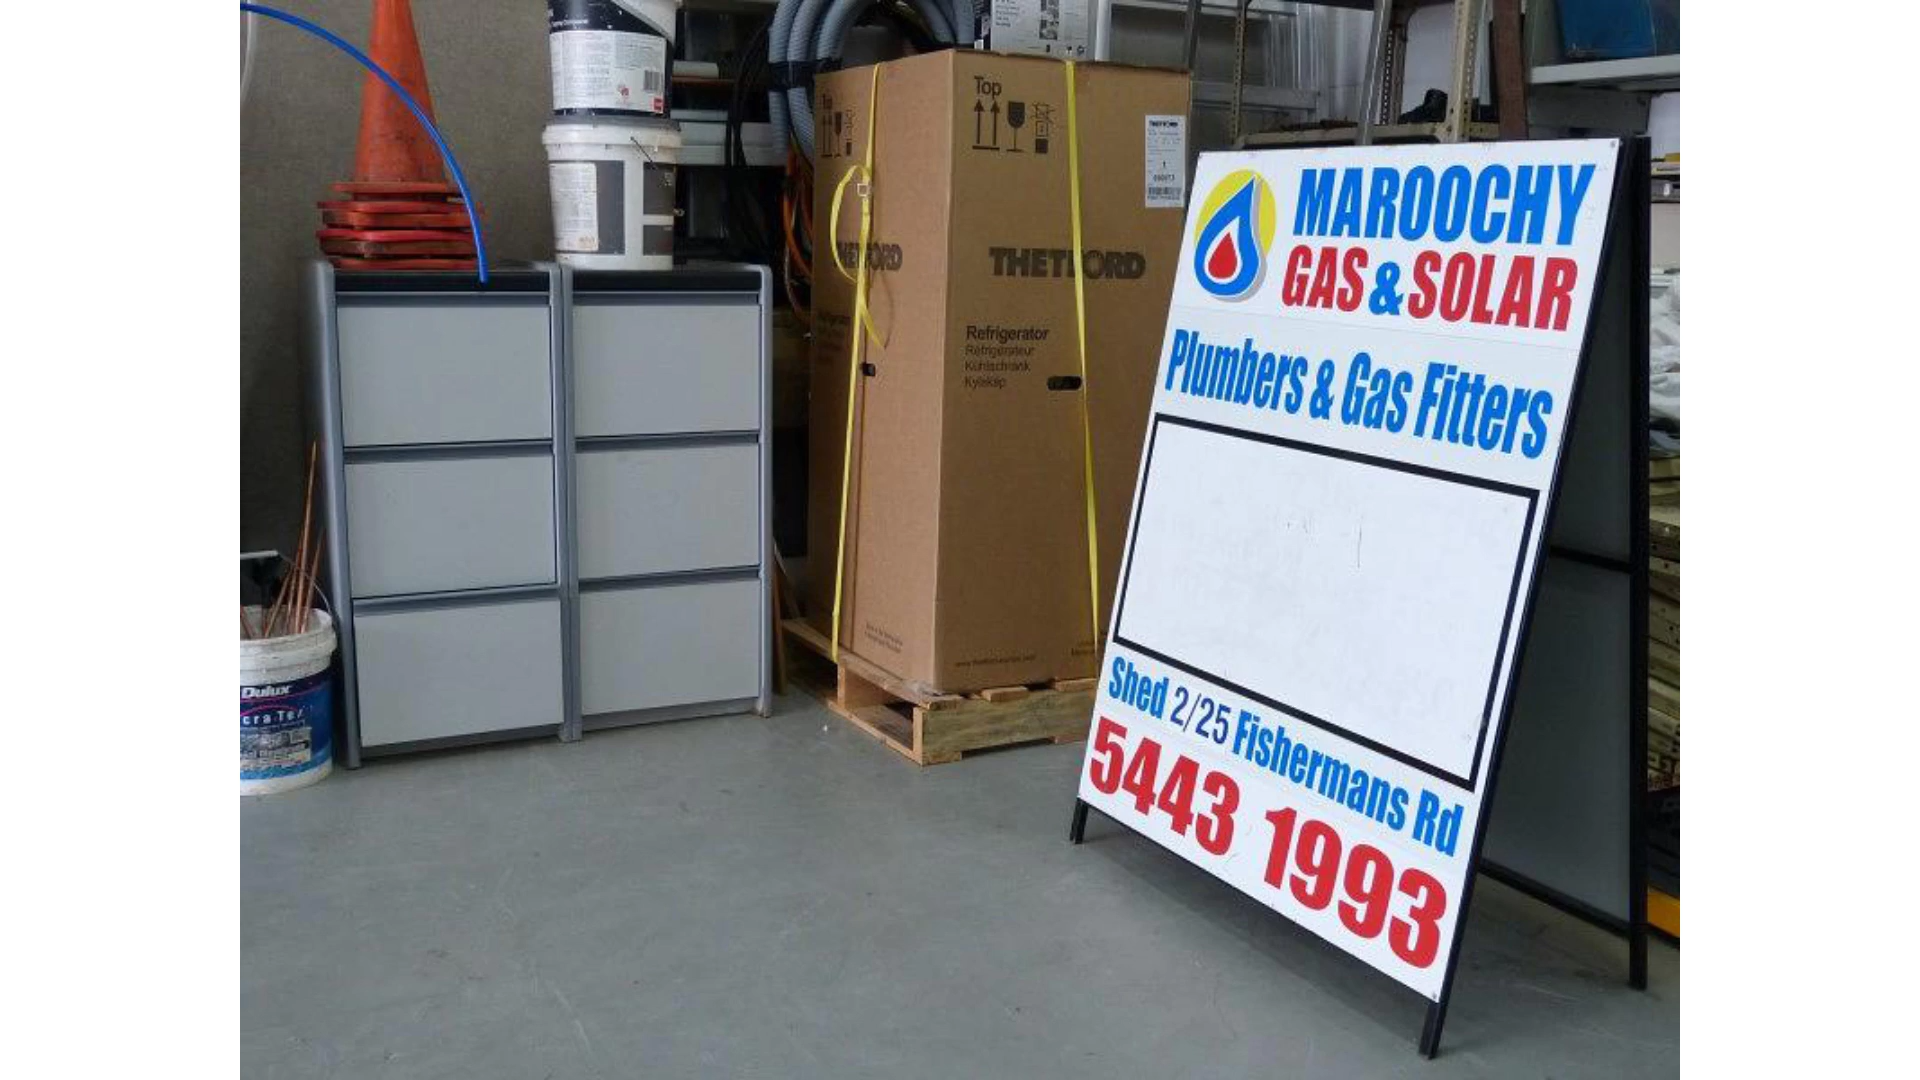 MAROOCHY
GAS & SOLAR
Plumbers & Gas Fitters
Shed 2/25 Fishermans Rd
5443 1993
Top
THETFORD
Refrigerator
Réfrigérateur
Kühlschrank
Kylskåp
THETFORD
THETFORD
Dulux